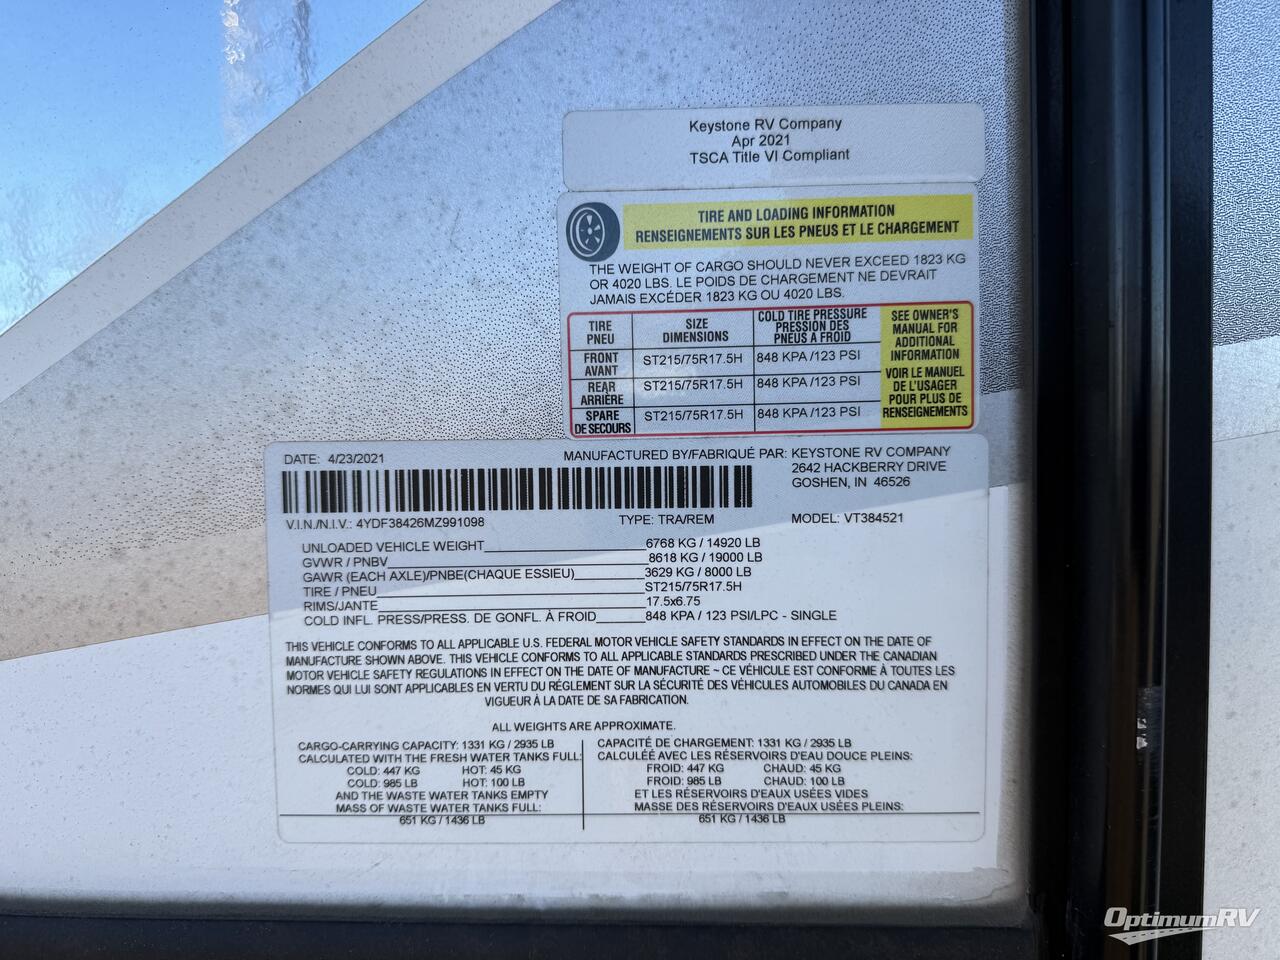 Keystone RV Company
Apr 2021
TSCA Title VI Compliant
TIRE AND LOADING INFORMATION
RENSEIGNEMENTS SUR LES PNEUS ET LE CHARGEMENT
THE WEIGHT OF CARGO SHOULD NEVER EXCEED 1823 KG
OR 4020 LBS. LE POIDS DE CHARGEMENT NE DEVRAIT
JAMAIS EXCÉDER 1823 KG OU 4020 LBS.
TIRE
PNEU
SIZE
DIMENSIONS
COLD TIRE PRESSURE
PRESSION DES
PNEUS A FROID
FRONT
AVANT
ST215/75R17.5H
848 KPA /123 PSI
REAR
ARRIÈRE
ST215/75R17.5H
848 KPA /123 PSI
SPARE
DE SECOURS
ST215/75R17.5H
848 KPA /123 PSI
SEE OWNER'S
MANUAL FOR
ADDITIONAL
INFORMATION
VOIR LE MANUEL
DE L'USAGER
POUR PLUS DE
RENSEIGNEMENTS
DATE: 4/23/2021
MANUFACTURED BY/FABRIQUÉ PAR: KEYSTONE RV COMPANY
2642 HACKBERRY DRIVE
GOSHEN, IN 46526
V.I.N./N.I.V.: 4YDF38426MZ991098 TYPE: TRA/REM MODEL: VT384521
UNLOADED VEHICLE WEIGHT 6768 KG / 14920 LB
GVWR / PNBV 8618 KG / 19000 LB
GAWR (EACH AXLE)/PNBE(CHAQUE ESSIEU) 3629 KG / 8000 LB
TIRE / PNEU ST215/75R17.5H
RIMS/JANTE 17.5x6.75
COLD INFL. PRESS/PRESS. DE GONFL. À FROID 848 KPA / 123 PSI/LPC - SINGLE
THIS VEHICLE CONFORMS TO ALL APPLICABLE U.S. FEDERAL MOTOR VEHICLE SAFETY STANDARDS IN EFFECT ON THE DATE OF
MANUFACTURE SHOWN ABOVE. THIS VEHICLE CONFORMS TO ALL APPLICABLE STANDARDS PRESCRIBED UNDER THE CANADIAN
MOTOR VEHICLE SAFETY REGULATIONS IN EFFECT ON THE DATE OF MANUFACTURE ~ CE VÉHICULE EST CONFORME À TOUTES LES
NORMES QUI LUI SONT APPLICABLES EN VERTU DU RÉGLEMENT SUR LA SÉCURITÉ DES VÉHICULES AUTOMOBILES DU CANADA EN
VIGUEUR À LA DATE DE SA FABRICATION.
ALL WEIGHTS ARE APPROXIMATE.
CARGO-CARRYING CAPACITY: 1331 KG / 2935 LB
CALCULATED WITH THE FRESH WATER TANKS FULL:
COLD: 447 KG HOT: 45 KG
COLD: 985 LB HOT: 100 LB
AND THE WASTE WATER TANKS EMPTY
MASS OF WASTE WATER TANKS FULL:
651 KG / 1436 LB
CAPACITÉ DE CHARGEMENT: 1331 KG / 2935 LB
CALCULÉE AVEC LES RÉSERVOIRS D'EAU DOUCE PLEINS:
FROID: 447 KG CHAUD: 45 KG
FROID: 985 LB CHAUD: 100 LB
ET LES RÉSERVOIRS D'EAUX USÉES VIDES
MASSE DES RÉSERVOIRS D'EAUX USÉES PLEINS:
651 KG / 1436 LB
OptimumRV